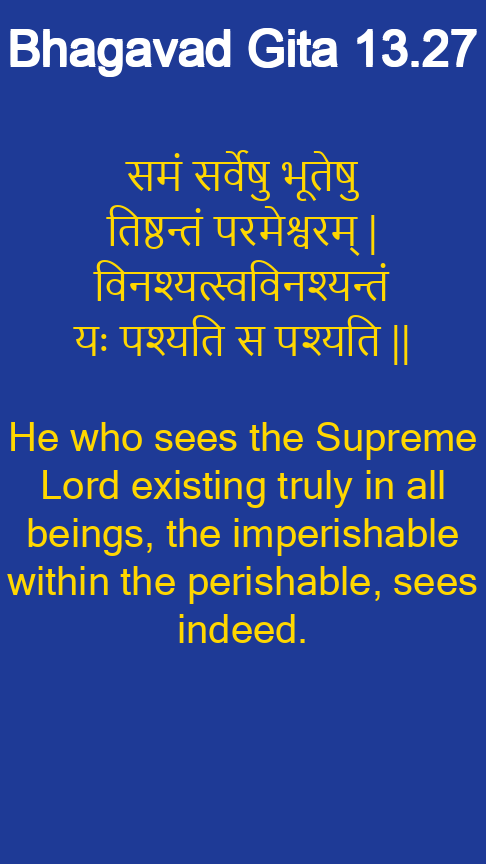 Bhagavad Gita 13.27
समं सर्वेषु भूतेषु
तिष्ठन्तं परमेश्वरम् |
विनश्यत्स्वविनश्यन्तं
यः पश्यति स पश्यति ||
He who sees the Supreme
Lord existing truly in all
beings, the imperishable
within the perishable, sees
indeed.